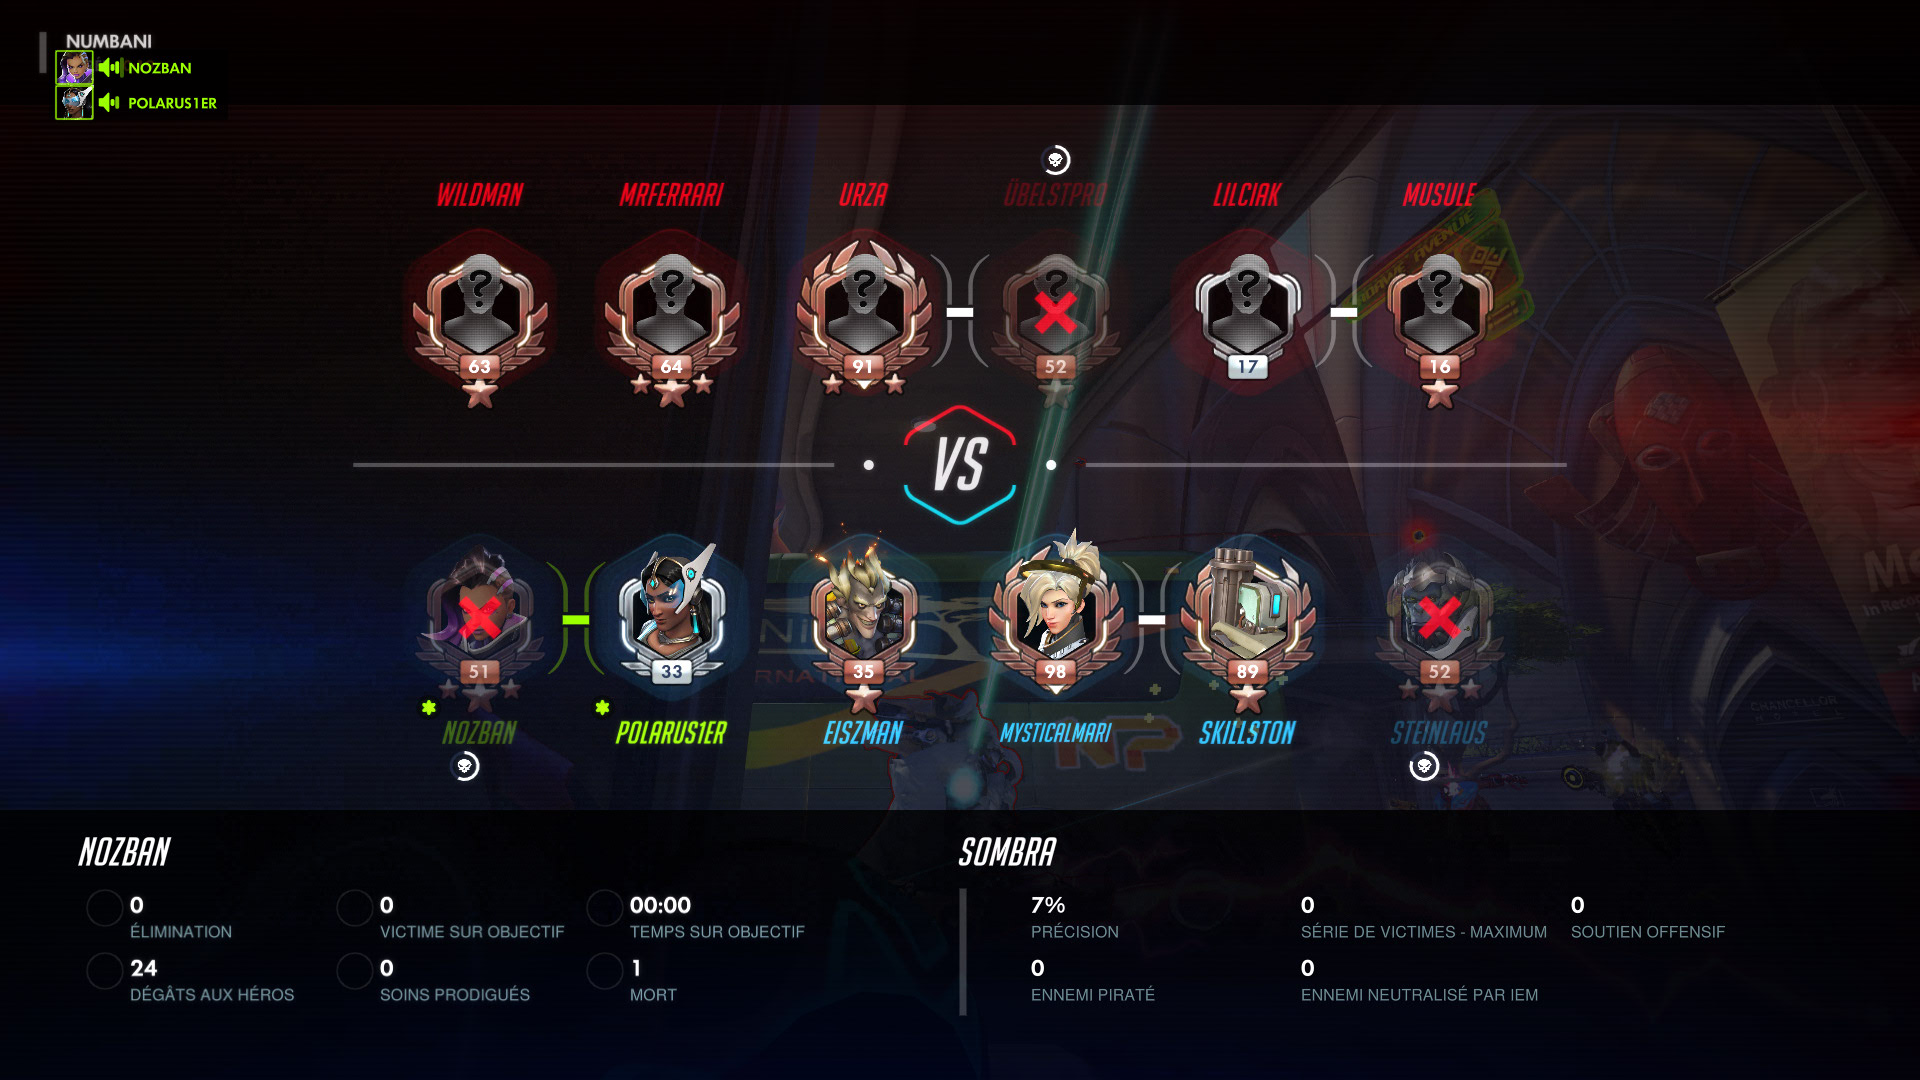 NUMBANI
NOZBAN
POLARUS1ER
WILDMAN MRFERRARI URZA ÜBELSTPRO LILCIAK MUSULE
? ? ? ? ? ?
63 64 91 52 17 16
VS
51 33 35 98 89 52
NOZBAN POLARUS1ER EISZMAN MYSTICALMARI SKILLSTON STEINLAUS
NOZBAN
0 0 00:00
ÉLIMINATION VICTIME SUR OBJECTIF TEMPS SUR OBJECTIF
24 0 1
DÉGÂTS AUX HÉROS SOINS PRODIGUÉS MORT
SOMBRA
7% 0 0
PRÉCISION SÉRIE DE VICTIMES - MAXIMUM SOUTIEN OFFENSIF
0 0
ENNEMI PIRATÉ ENNEMI NEUTRALISÉ PAR IEM